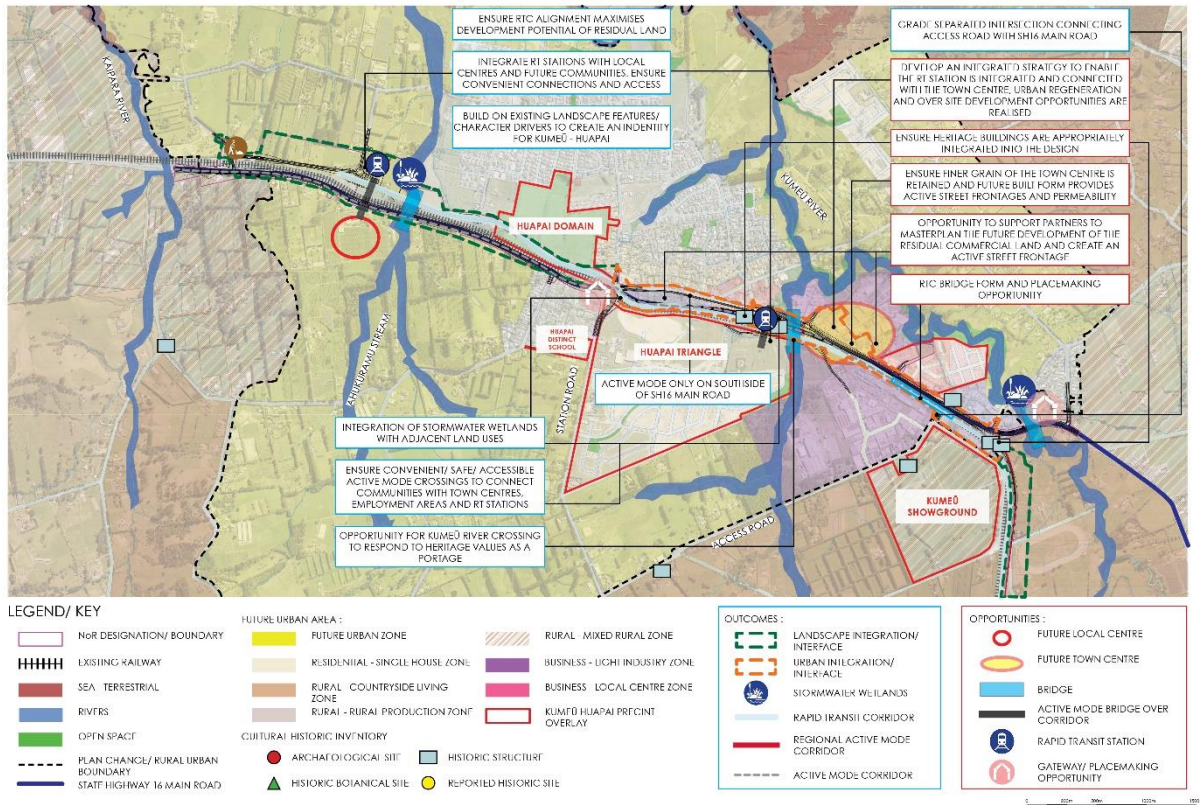 ENSURE RTC ALIGNMENT MAXIMISES
DEVELOPMENT POTENTIAL OF RESIDUAL LAND
INTEGRATE RT STATIONS WITH LOCAL
CENTRES AND FUTURE COMMUNITIES, ENSURE
CONVENIENT CONNECTIONS AND ACCESS
BUILD ON EXISTING LANDSCAPE FEATURES/
CHARACTER DRIVERS TO CREATE AN INDENTITY
FOR KUMEŪ - HUAPAI
GRADE SEPARATED INTERSECTION CONNECTING
ACCESS ROAD WITH SH16 MAIN ROAD
DEVELOP AN INTEGRATED STRATEGY TO ENABLE
THE RT STATION IS INTEGRATED AND CONNECTED
WITH THE TOWN CENTRE, URBAN REGENERATION
AND OVER SITE DEVELOPMENT OPPORTUNITIES ARE
REALISED
ENSURE HERITAGE BUILDINGS ARE APPROPRIATELY
INTEGRATED INTO THE DESIGN
ENSURE FINER GRAIN OF THE TOWN CENTRE IS
RETAINED AND FUTURE BUILT FORM PROVIDES
ACTIVE STREET FRONTAGES AND PERMEABILITY
OPPORTUNITY TO SUPPORT PARTNERS TO
MASTERPLAN THE FUTURE DEVELOPMENT OF THE
RESIDUAL COMMERCIAL LAND AND CREATE AN
ACTIVE STREET FRONTAGE
RTC BRIDGE FORM AND PLACEMAKING
OPPORTUNITY
KAIPARA RIVER
KUMEŪ RIVER
HUAPAI DOMAIN
HUAPAI
DISTINCT
SCHOOL
HUAPAI TRIANGLE
AHUKURAMU STREAM
STATION ROAD
ACTIVE MODE ONLY ON SOUTHSIDE
OF SH16 MAIN ROAD
INTEGRATION OF STORMWATER WETLANDS
WITH ADJACENT LAND USES
ENSURE CONVENIENT/ SAFE/ ACCESSIBLE
ACTIVE MODE CROSSINGS TO CONNECT
COMMUNITIES WITH TOWN CENTRES,
EMPLOYMENT AREAS AND RT STATIONS
OPPORTUNITY FOR KUMEŪ RIVER CROSSING
TO RESPOND TO HERITAGE VALUES AS A
PORTAGE
ACCESS ROAD
KUMEŪ
SHOWGROUND
LEGEND/ KEY
NoR DESIGNATION/ BOUNDARY
EXISTING RAILWAY
SEA - TERRESTRIAL
RIVERS
OPEN SPACE
PLAN CHANGE/ RURAL URBAN
BOUNDARY
STATE HIGHWAY 16 MAIN ROAD
FUTURE URBAN AREA :
FUTURE URBAN ZONE
RESIDENTIAL - SINGLE HOUSE ZONE
RURAL - COUNTRYSIDE LIVING
ZONE
RURAL - RURAL PRODUCTION ZONE
RURAL - MIXED RURAL ZONE
BUSINESS - LIGHT INDUSTRY ZONE
BUSINESS - LOCAL CENTRE ZONE
KUMEŪ HUAPAI PRECINT
OVERLAY
CULTURAL HISTORIC INVENTORY
ARCHAEOLOGICAL SITE
HISTORIC STRUCTURE
HISTORIC BOTANICAL SITE
REPORTED HISTORIC SITE
OUTCOMES :
LANDSCAPE INTEGRATION/
INTERFACE
URBAN INTEGRATION/
INTERFACE
STORMWATER WETLANDS
RAPID TRANSIT CORRIDOR
REGIONAL ACTIVE MODE
CORRIDOR
ACTIVE MODE CORRIDOR
OPPORTUNITIES :
FUTURE LOCAL CENTRE
FUTURE TOWN CENTRE
BRIDGE
ACTIVE MODE BRIDGE OVER
CORRIDOR
RAPID TRANSIT STATION
GATEWAY/ PLACEMAKING
OPPORTUNITY